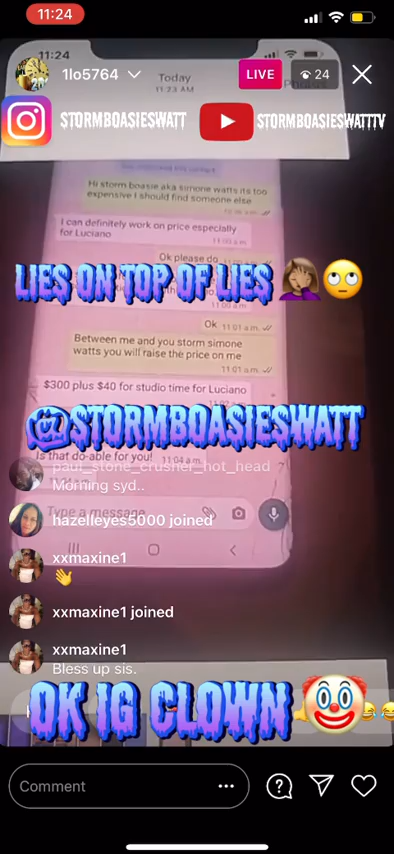 11:24
11:24
Today
11:23 AM
1lo5764
LIVE
24
STORMBOASIESWATT
STORMBOASIESWATTTV
Hi storm boasie aka simone watts its too
expensive I should find someone else
I can definitely work on price especially
for Luciano
11:00 a.m.
Ok please do
LIES ON TOP OF LIES
11:00 a.m.
Ok 11:01 a.m.
Between me and you storm simone
watts you will raise the price on me
11:01 a.m.
$300 plus $40 for studio time for Luciano
@STORMBOASIESWATT
Is that do-able for you! 11:04 a.m.
paul_stone_crusher_hot_head
Morning syd..
Type a message
hazelleyes5000 joined
xxmaxine1
xxmaxine1 joined
xxmaxine1
Bless up sis.
OK IG CLOWN
Comment